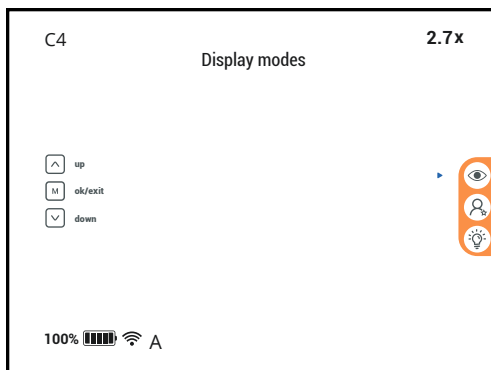 C4
2.7x
Display modes
up
M ok/exit
down
100% A